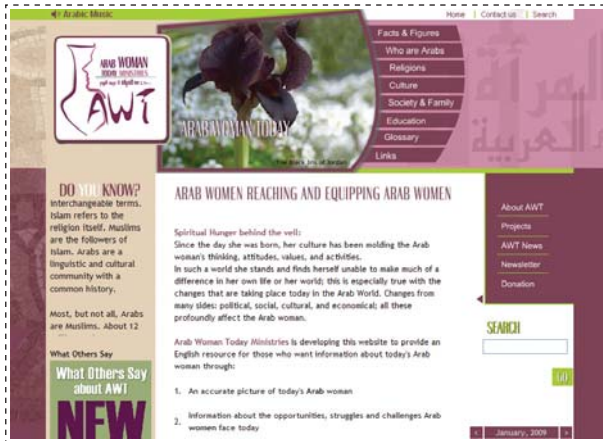 Arabic Music
Home | Contact us | Search
ARAB WOMAN
TODAY MINISTRIES
AWT
Facts & Figures
Who are Arabs
Religions
Culture
Society & Family
Education
Glossary
Links
المرأة
العربية
ARAB WOMAN TODAY
The Black Iris of Jordan
DO YOU KNOW?
Interchangeable terms.
Islam refers to the
religion itself. Muslims
are the followers of
Islam. Arabs are a
linguistic and cultural
community with a
common history.
Most, but not all, Arabs
are Muslims. About 12
What Others Say
What Others Say
about AWT
NEW
ARAB WOMEN REACHING AND EQUIPPING ARAB WOMEN
Spiritual Hunger behind the veil:
Since the day she was born, her culture has been molding the Arab
woman's thinking, attitudes, values, and activities.
In such a world she stands and finds herself unable to make much of a
difference in her own life or her world; this is especially true with the
changes that are taking place today in the Arab World. Changes from
many sides: political, social, cultural, and economical; all these
profoundly affect the Arab woman.
Arab Woman Today Ministries is developing this website to provide an
English resource for those who want information about today's Arab
woman through:
1. An accurate picture of today's Arab woman
2. Information about the opportunities, struggles and challenges Arab
women face today
About AWT
Projects
AWT News
Newsletter
Donation
SEARCH
GO
< January, 2009 >